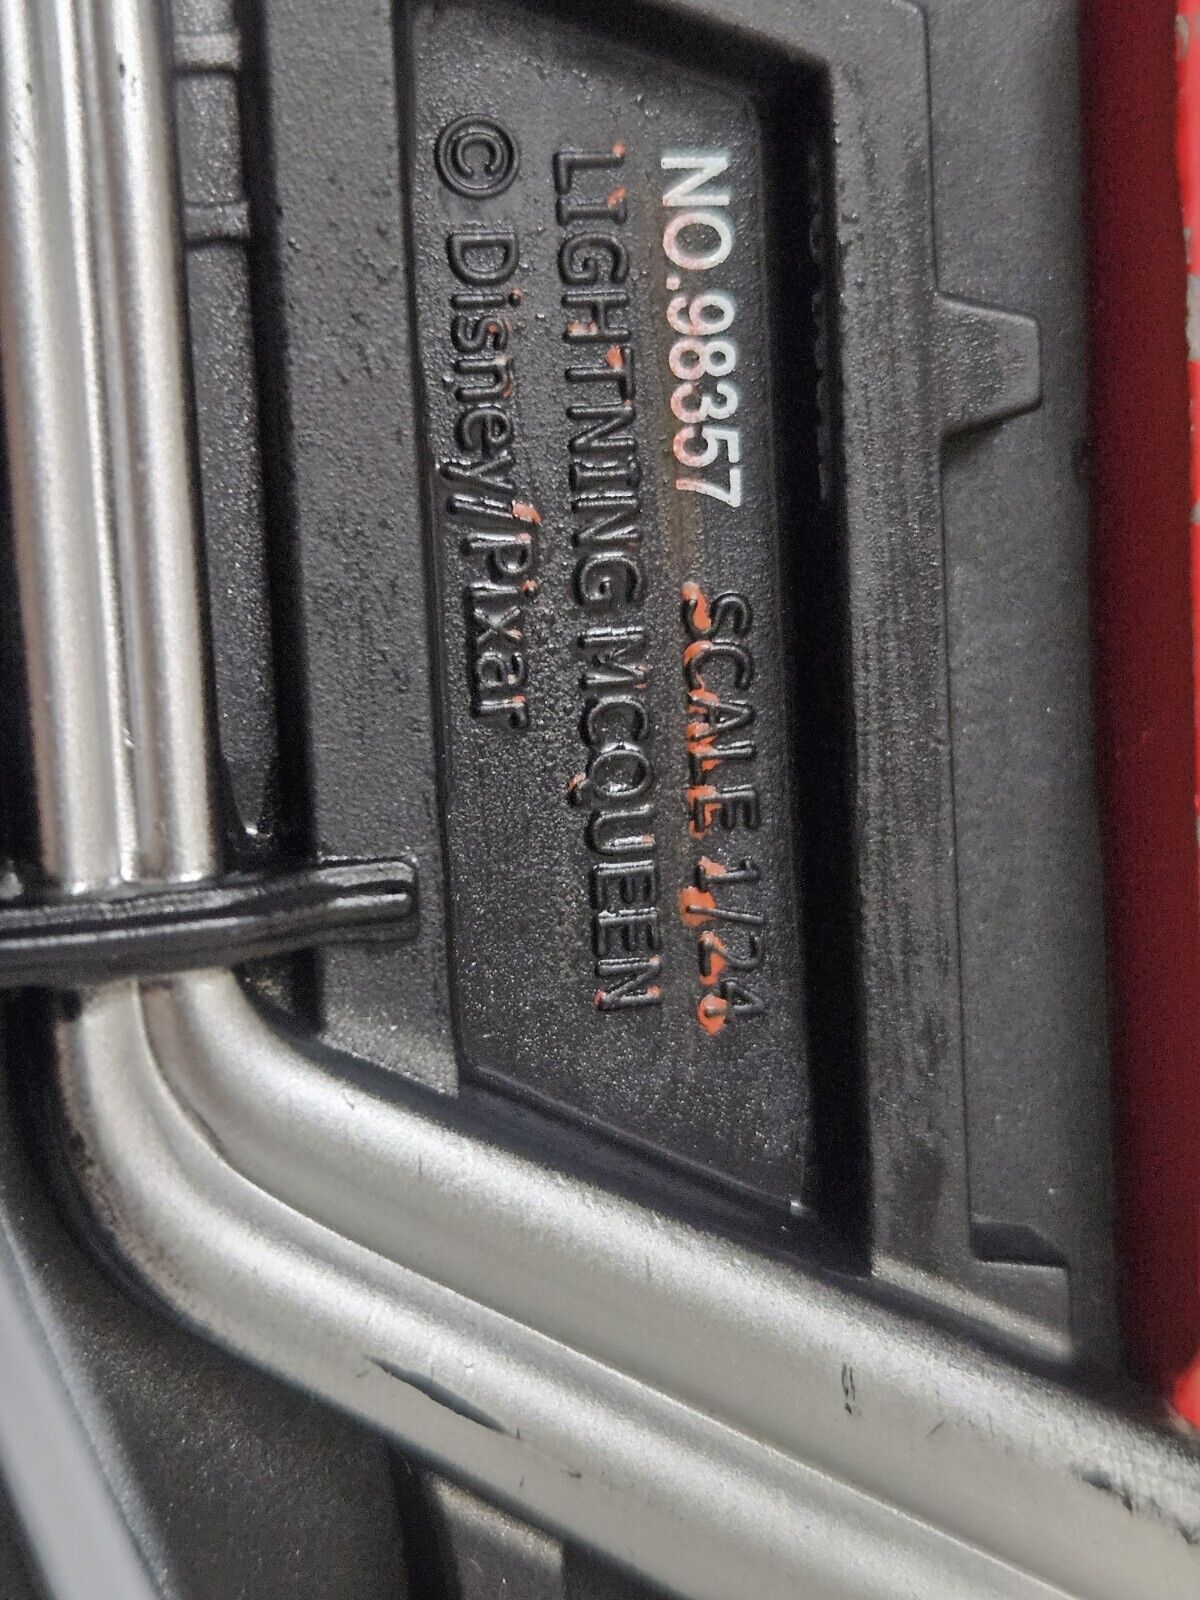 NO.98357 SCALE 1/24
LIGHTNING MCQUEEN
© Disney/Pixar